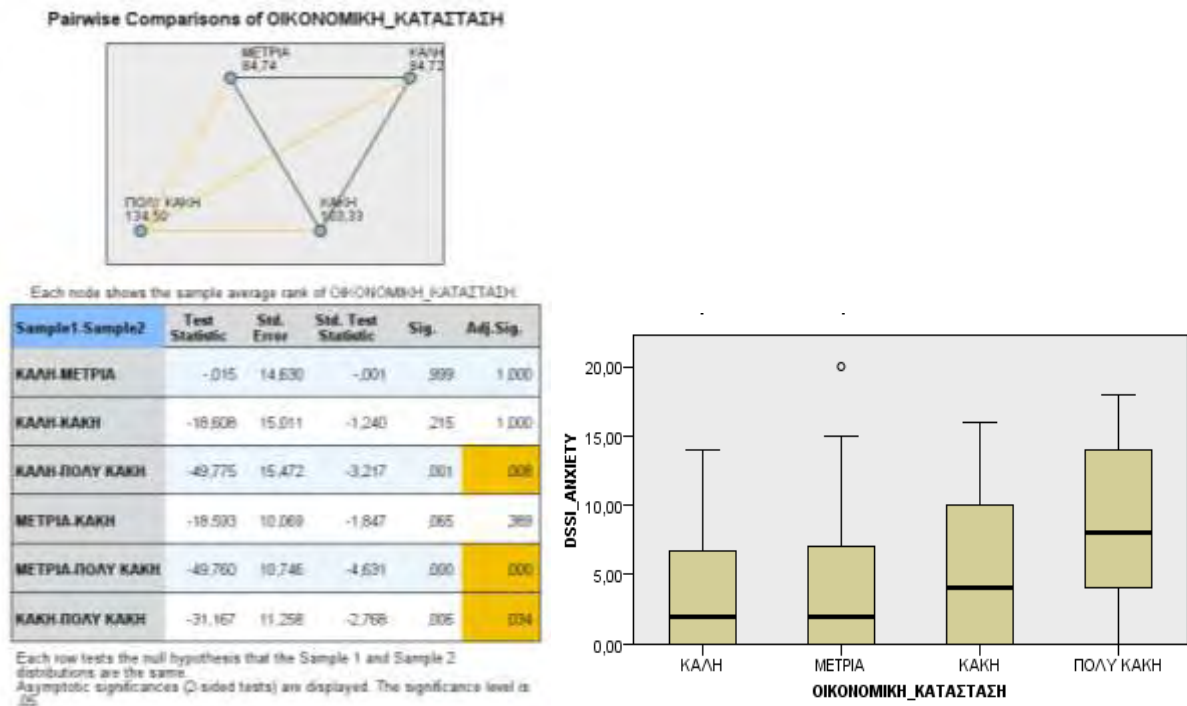 Pairwise Comparisons of ΟΙΚΟΝΟΜΙΚΗ_ΚΑΤΑΣΤΑΣΗ
ΜΕΤΡΙΑ
84,74
ΚΑΛΗ
84,73
ΠΟΛΥ ΚΑΚΗ
134,50
ΚΑΚΗ
103,33
Each node shows the sample average rank of ΟΙΚΟΝΟΜΙΚΗ_ΚΑΤΑΣΤΑΣΗ.
Sample1-Sample2 Test Statistic Std. Error Std. Test Statistic Sig. Adj.Sig.
ΚΑΛΗ-ΜΕΤΡΙΑ -,015 14,630 -,001 ,999 1,000
ΚΑΛΗ-ΚΑΚΗ -18,608 15,011 -1,240 ,215 1,000
ΚΑΛΗ-ΠΟΛΥ ΚΑΚΗ -49,775 15,472 -3,217 ,001 ,008
ΜΕΤΡΙΑ-ΚΑΚΗ -18,593 10,069 -1,847 ,065 ,389
ΜΕΤΡΙΑ-ΠΟΛΥ ΚΑΚΗ -49,760 10,746 -4,631 ,000 ,000
ΚΑΚΗ-ΠΟΛΥ ΚΑΚΗ -31,167 11,258 -2,768 ,006 ,034
Each row tests the null hypothesis that the Sample 1 and Sample 2
distributions are the same.
Asymptotic significances (2-sided tests) are displayed. The significance level is
,05.
20,00
15,00
10,00
5,00
0,00
DSSI_ANXIETY
ΚΑΛΗ ΜΕΤΡΙΑ ΚΑΚΗ ΠΟΛΥ ΚΑΚΗ
ΟΙΚΟΝΟΜΙΚΗ_ΚΑΤΑΣΤΑΣΗ